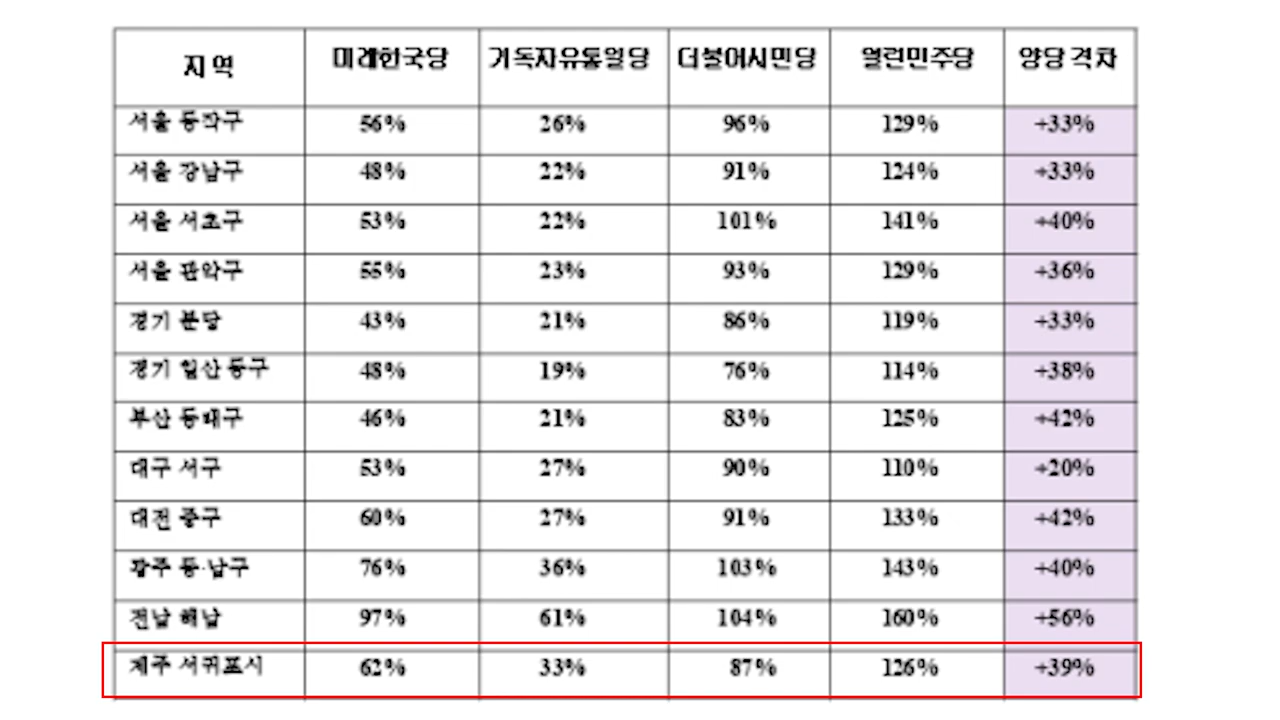 지역 미래한국당 기독자유통일당 더불어시민당 열린민주당 양당 격차
서울 동작구 56% 26% 96% 129% +33%
서울 강남구 48% 22% 91% 124% +33%
서울 서초구 53% 22% 101% 141% +40%
서울 관악구 55% 23% 93% 129% +36%
경기 분당 43% 21% 86% 119% +33%
경기 일산 동구 48% 19% 76% 114% +38%
부산 동래구 46% 21% 83% 125% +42%
대구 서구 53% 27% 90% 110% +20%
대전 중구 60% 27% 91% 133% +42%
광주 동·남구 76% 36% 103% 143% +40%
전남 해남 97% 61% 104% 160% +56%
제주 서귀포시 62% 33% 87% 126% +39%